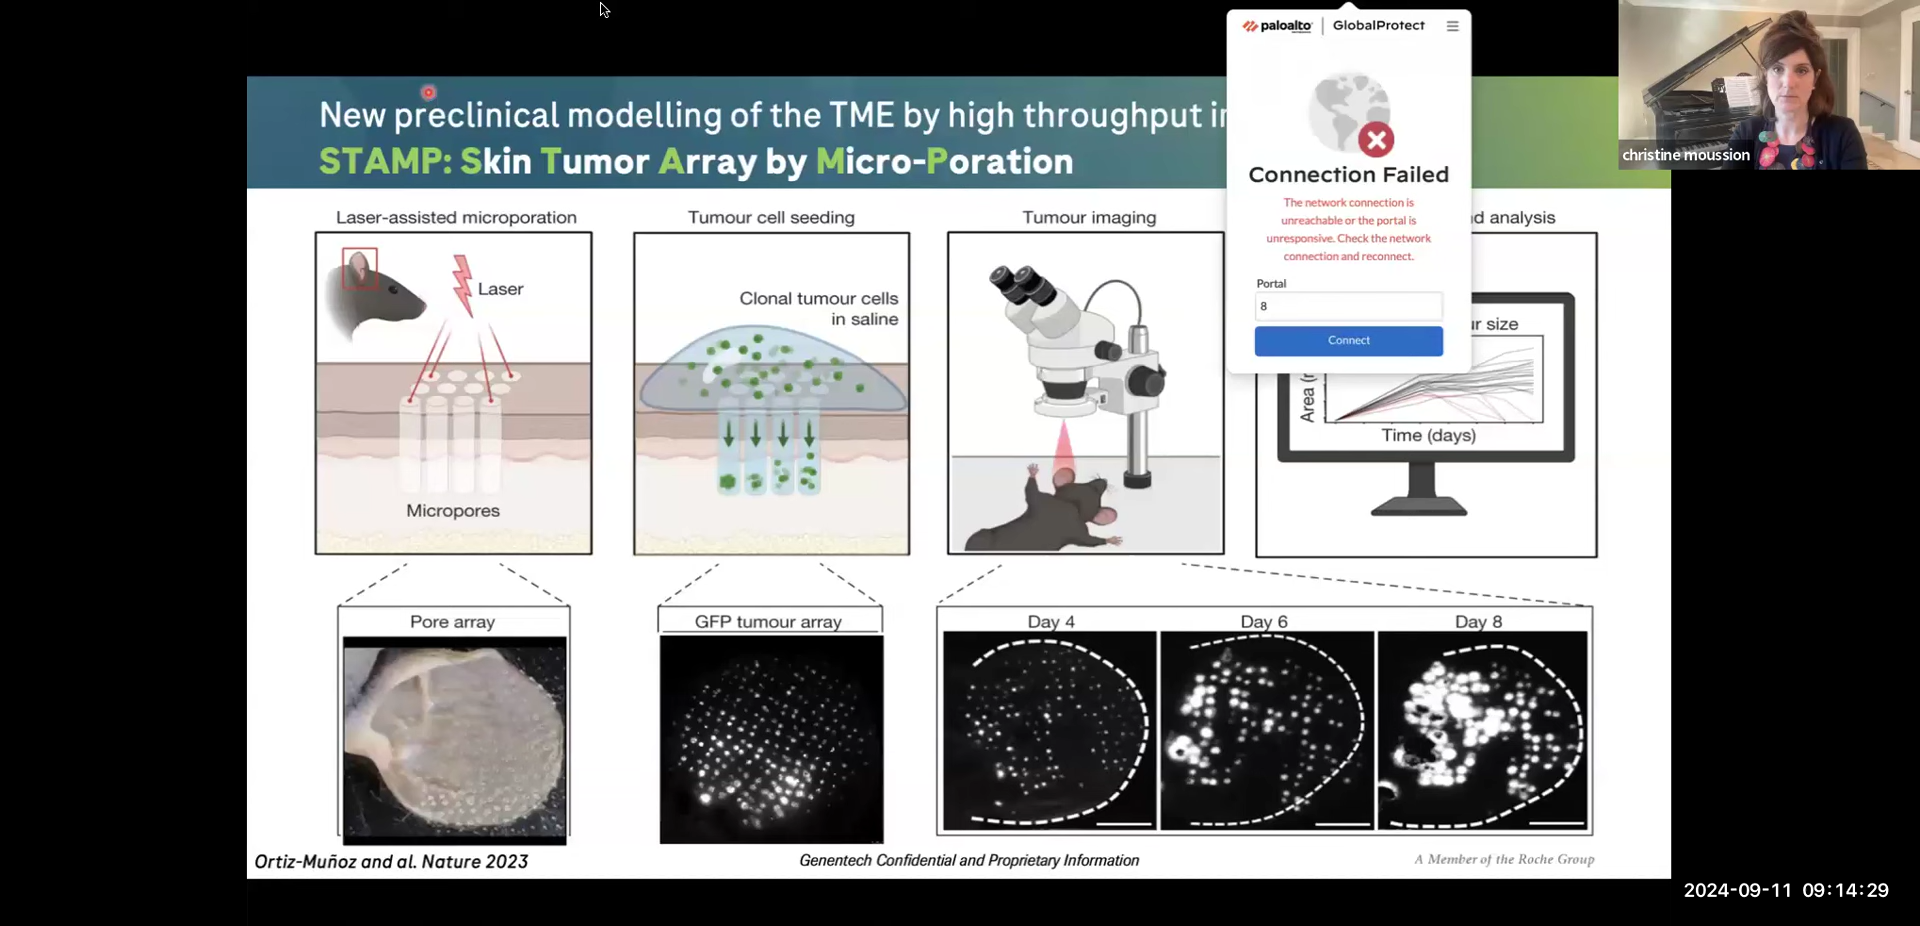 New preclinical modelling of the TME by high throughput
STAMP: Skin Tumor Array by Micro-Poration
paloalto
GlobalProtect
Connection Failed
The network connection is
unreachable or the portal is
unresponsive. Check the network
connection and reconnect.
Portal
8
Connect
christine moussion
Laser-assisted microporation
Laser
Micropores
Tumour cell seeding
Clonal tumour cells
in saline
Tumour imaging
d analysis
r size
Area (
Time (days)
Pore array
GFP tumour array
Day 4
Day 6
Day 8
Ortiz-Muñoz and al. Nature 2023
Genentech Confidential and Proprietary Information
A Member of the Roche Group
2024-09-11 09:14:29